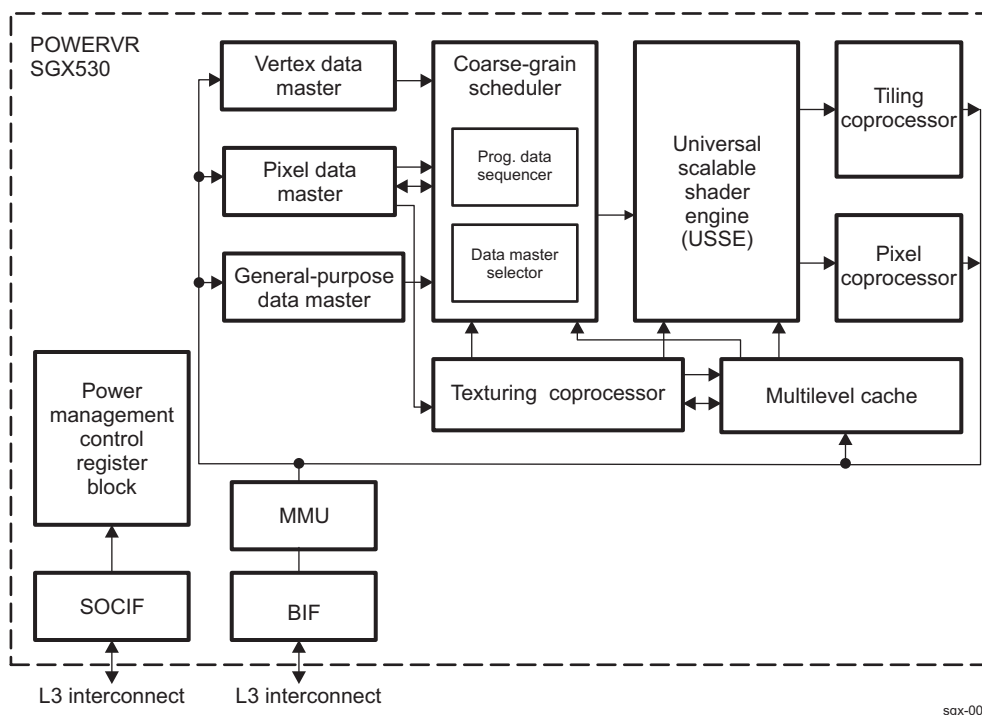 POWERVR
SGX530
Vertex data
master
Pixel data
master
General-purpose
data master
Coarse-grain
scheduler
Prog. data
sequencer
Data master
selector
Universal
scalable
shader
engine
(USSE)
Tiling
coprocessor
Pixel
coprocessor
Texturing coprocessor
Multilevel cache
Power
management
control
register
block
MMU
SOCIF
BIF
L3 interconnect
L3 interconnect
sgx-00